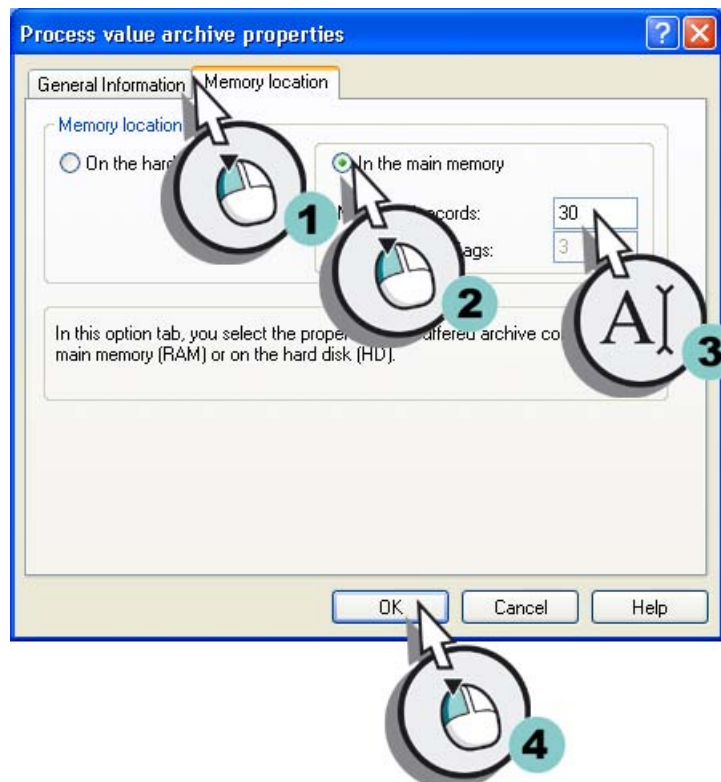 Process value archive properties
General Information Memory location
Memory location
On the hard
In the main memory
1
cords: 30
2
ags: 3
3
In this option tab, you select the prope uffered archive co
main memory (RAM) or on the hard disk (HD).
OK Cancel Help
4